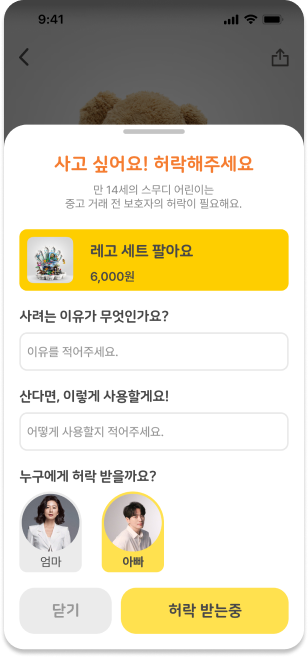 9:41
사고 싶어요! 허락해주세요
만 14세의 스무디 어린이는
중고 거래 전 보호자의 허락이 필요해요.
레고 세트 팔아요
6,000원
사려는 이유가 무엇인가요?
이유를 적어주세요.
산다면, 이렇게 사용할게요!
어떻게 사용할지 적어주세요.
누구에게 허락 받을까요?
엄마
아빠
닫기
허락 받는중